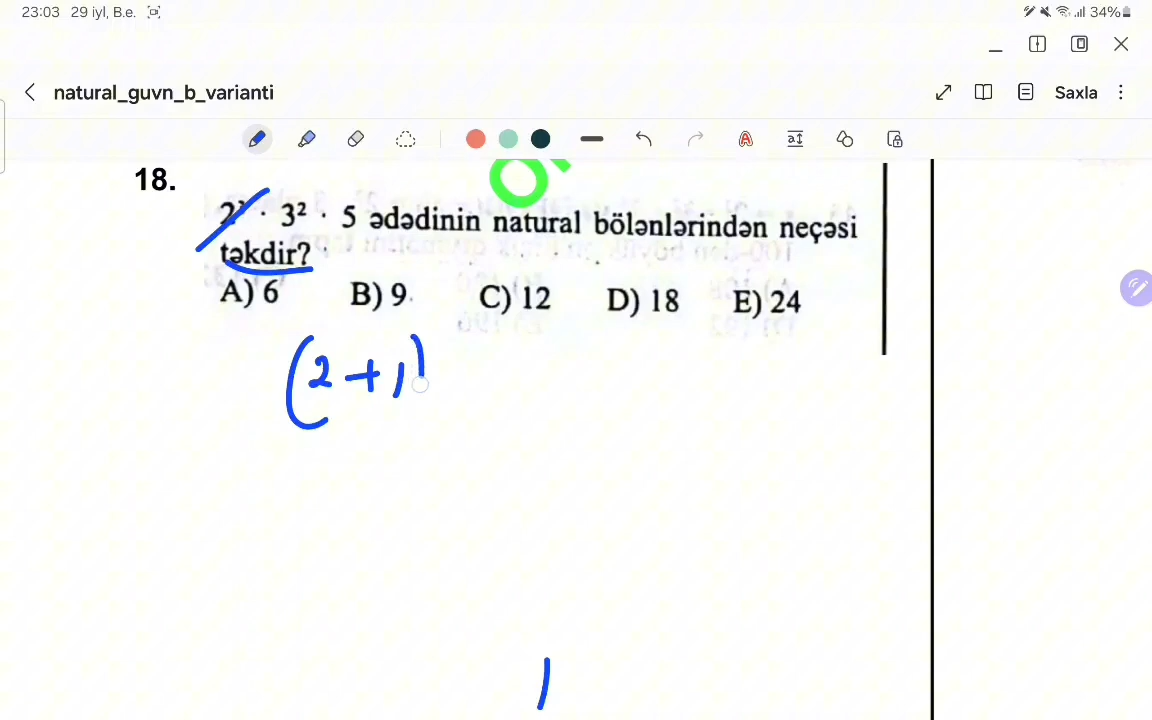 23:03 29 iyl, B.e. 34%
natural_guvn_b_varianti Saxla
18.
2³ · 3² · 5 ədədinin natural bölənlərindən neçəsi
təkdir?
A) 6 B) 9 C) 12 D) 18 E) 24
(2+1)